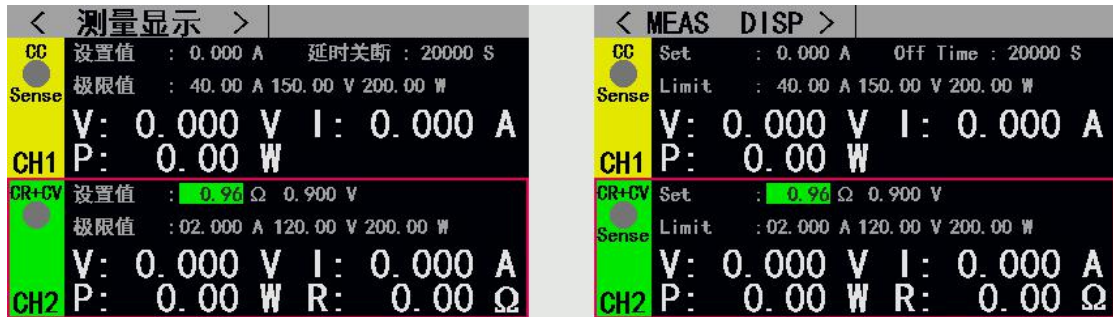 < 测量显示 >
CC 设置值 : 0.000 A 延时关断 : 20000 S
Sense 极限值 : 40.00 A 150.00 V 200.00 W
V: 0.000 V I: 0.000 A
CH1 P: 0.00 W
CR+CV 设置值 : 0.96 Ω 0.900 V
极限值 :02.000 A 120.00 V 200.00 W
V: 0.000 V I: 0.000 A
CH2 P: 0.00 W R: 0.00 Ω
< MEAS DISP >
CC Set : 0.000 A Off Time : 20000 S
Sense Limit : 40.00 A 150.00 V 200.00 W
V: 0.000 V I: 0.000 A
CH1 P: 0.00 W
CR+CV Set : 0.96 Ω 0.900 V
Sense Limit :02.000 A 120.00 V 200.00 W
V: 0.000 V I: 0.000 A
CH2 P: 0.00 W R: 0.00 Ω